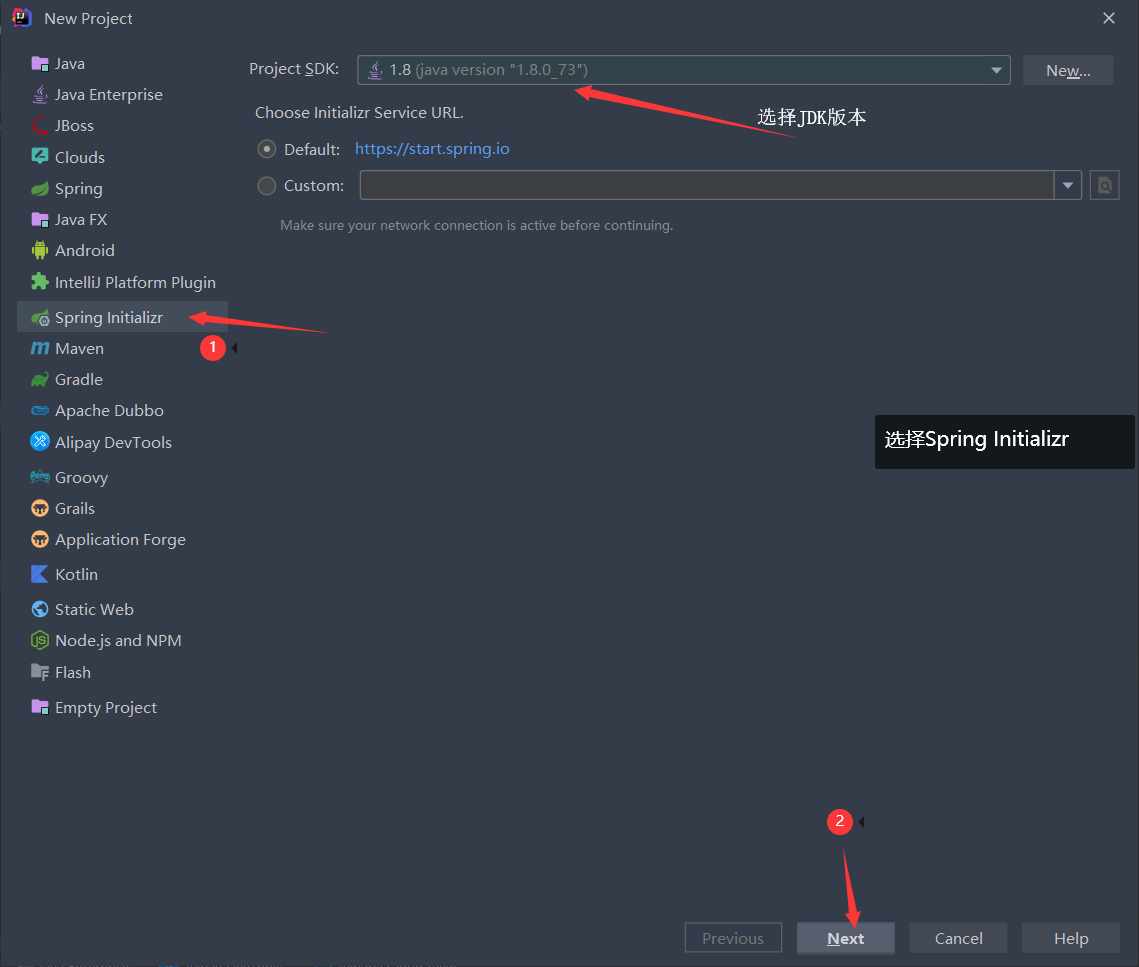 New Project
Java
Java Enterprise
JBoss
Clouds
Spring
Java FX
Android
IntelliJ Platform Plugin
Spring Initializr
1
Maven
Gradle
Apache Dubbo
Alipay DevTools
Groovy
Grails
Application Forge
Kotlin
Static Web
Node.js and NPM
Flash
Empty Project
Project SDK: 1.8 (java version "1.8.0_73") New...
选择JDK版本
Choose Initializr Service URL.
Default: https://start.spring.io
Custom:
Make sure your network connection is active before continuing.
选择Spring Initializr
2
Previous Next Cancel Help